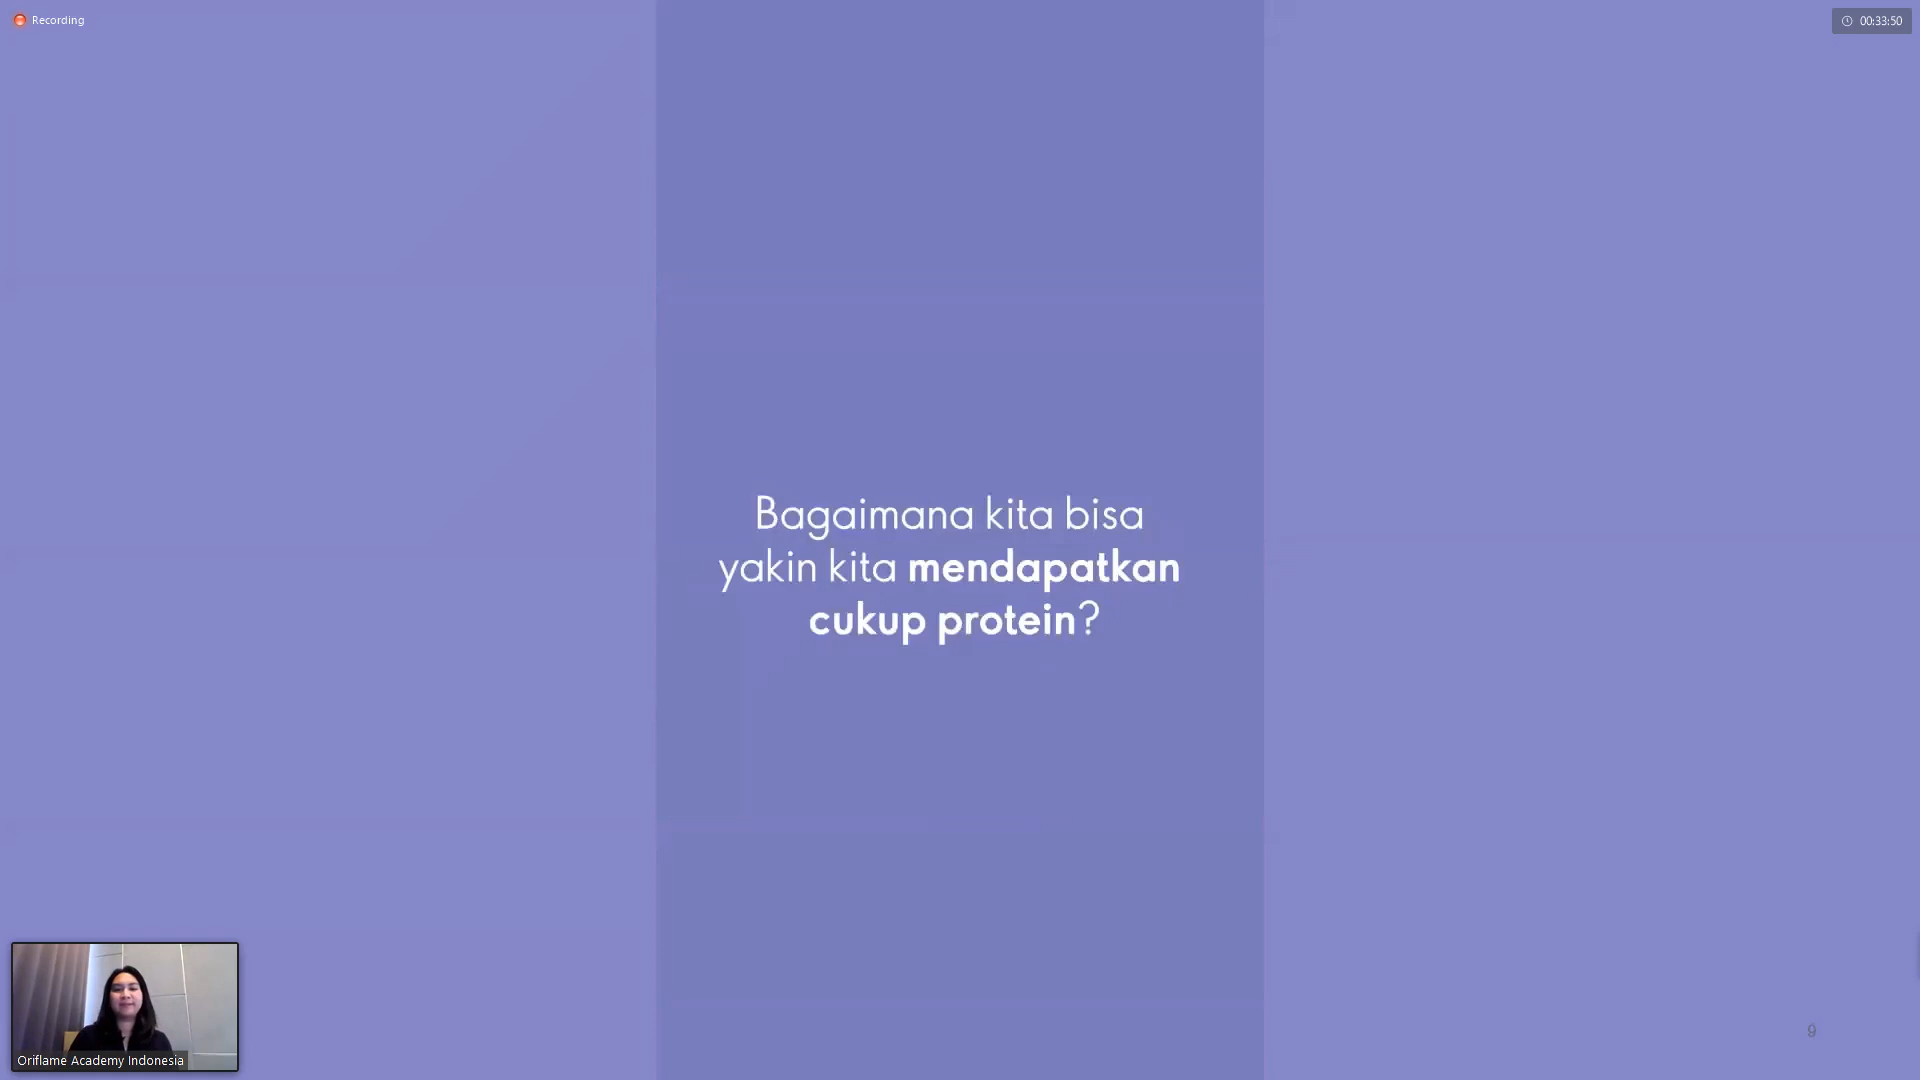 Recording
00:33:50
Bagaimana kita bisa
yakin kita mendapatkan
cukup protein?
9
Oriflame Academy Indonesia